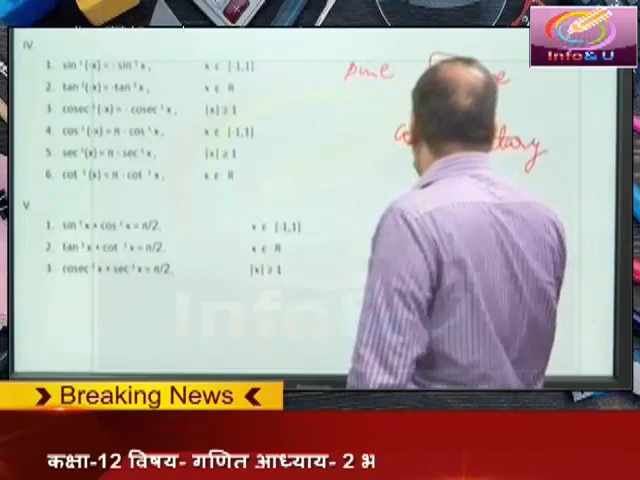 Info & U
IV
1. sin⁻¹(-x) = - sin⁻¹x, x ε [-1,1]
2. tan⁻¹(-x) = -tan⁻¹x, x ε R
3. cosec⁻¹(-x) = - cosec⁻¹x, |x| ≥ 1
4. cos⁻¹(-x) = π - cos⁻¹x, x ε [-1,1]
5. sec⁻¹(x) = π - sec⁻¹x, |x| ≥ 1
6. cot⁻¹(x) = π - cot⁻¹x, x ε R
V
1. sin⁻¹x + cos⁻¹x = π/2, x ε [-1,1]
2. tan⁻¹x + cot⁻¹x = π/2, x ε R
3. cosec⁻¹x + sec⁻¹x = π/2, |x| ≥ 1
Breaking News
कक्षा-12 विषय- गणित आध्याय- 2 भ